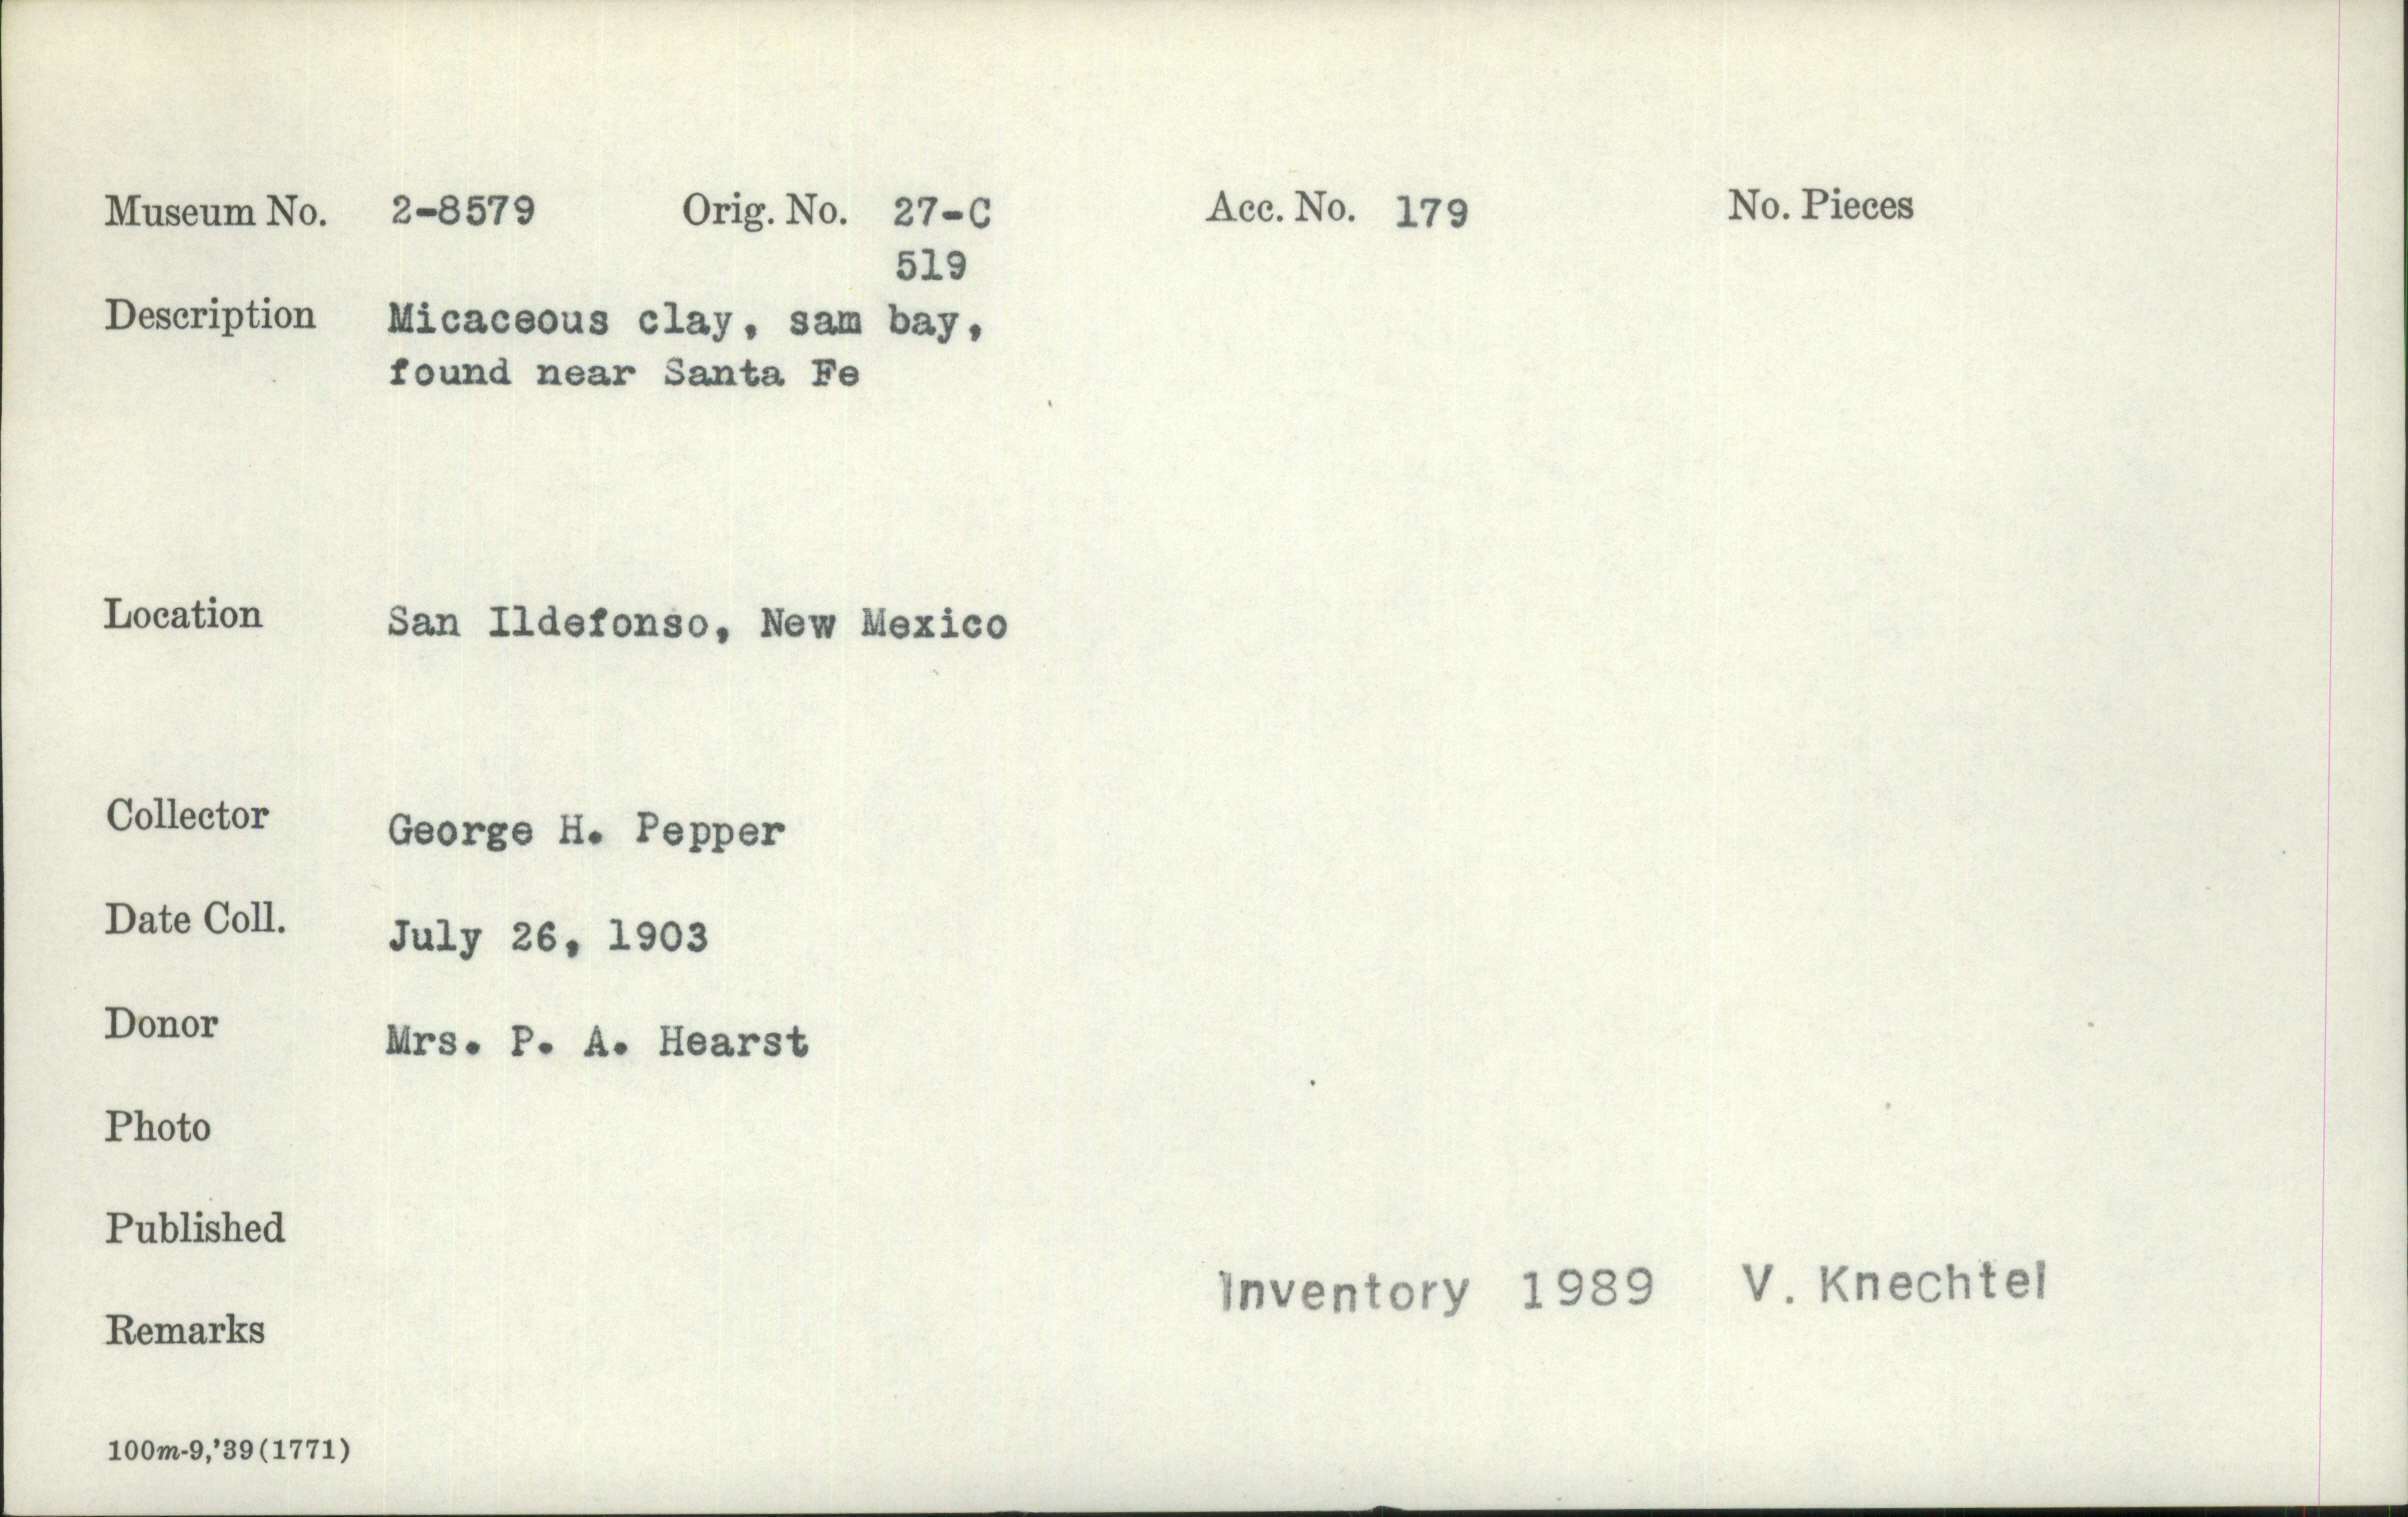 Museum No. 2-8579 Orig. No. 27-C Acc. No. 179 No. Pieces
519
Description Micaceous clay, sam bay,
found near Santa Fe
Location San Ildefonso, New Mexico
Collector George H. Pepper
Date Coll. July 26, 1903
Donor Mrs. P. A. Hearst
Photo
Published
Inventory 1989 V. Knechtel
Remarks
100m-9,'39(1771)